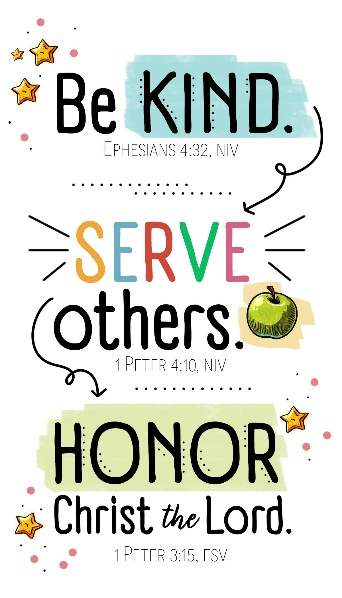 Be KIND.
EPHESIANS 4:32, NIV
SERVE
others.
1 PETER 4:10, NIV
HONOR
Christ the Lord.
1 PETER 3:15, ESV